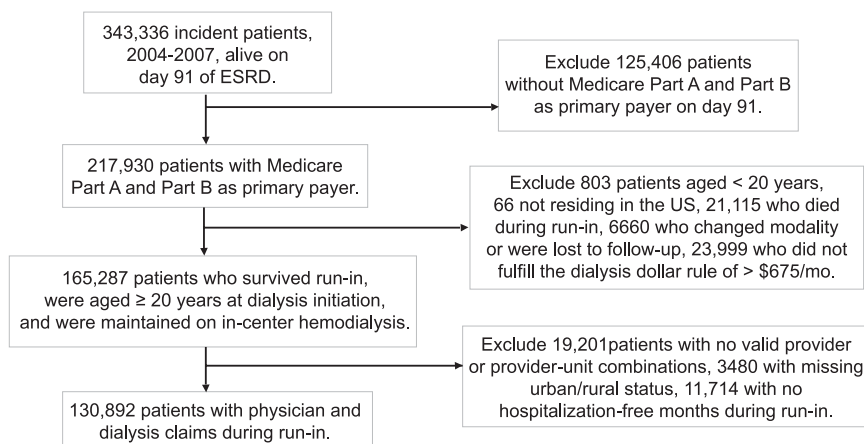 343,336 incident patients,
2004-2007, alive on
day 91 of ESRD.
Exclude 125,406 patients
without Medicare Part A and Part B
as primary payer on day 91.
217,930 patients with Medicare
Part A and Part B as primary payer.
Exclude 803 patients aged < 20 years,
66 not residing in the US, 21,115 who died
during run-in, 6660 who changed modality
or were lost to follow-up, 23,999 who did not
fulfill the dialysis dollar rule of > $675/mo.
165,287 patients who survived run-in,
were aged ≥ 20 years at dialysis initiation,
and were maintained on in-center hemodialysis.
Exclude 19,201patients with no valid provider
or provider-unit combinations, 3480 with missing
urban/rural status, 11,714 with no
hospitalization-free months during run-in.
130,892 patients with physician and
dialysis claims during run-in.